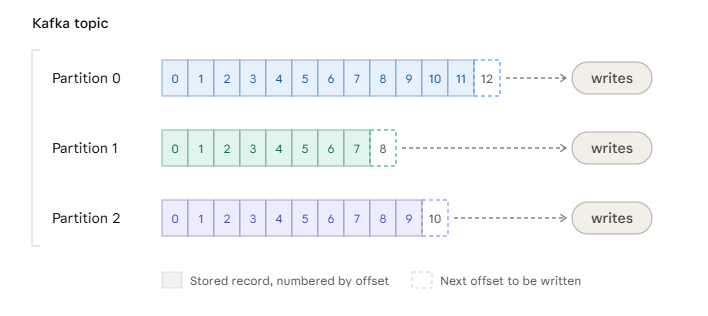 Kafka topic
Partition 0 0 1 2 3 4 5 6 7 8 9 10 11 12 writes
Partition 1 0 1 2 3 4 5 6 7 8 writes
Partition 2 0 1 2 3 4 5 6 7 8 9 10 writes
Stored record, numbered by offset Next offset to be written